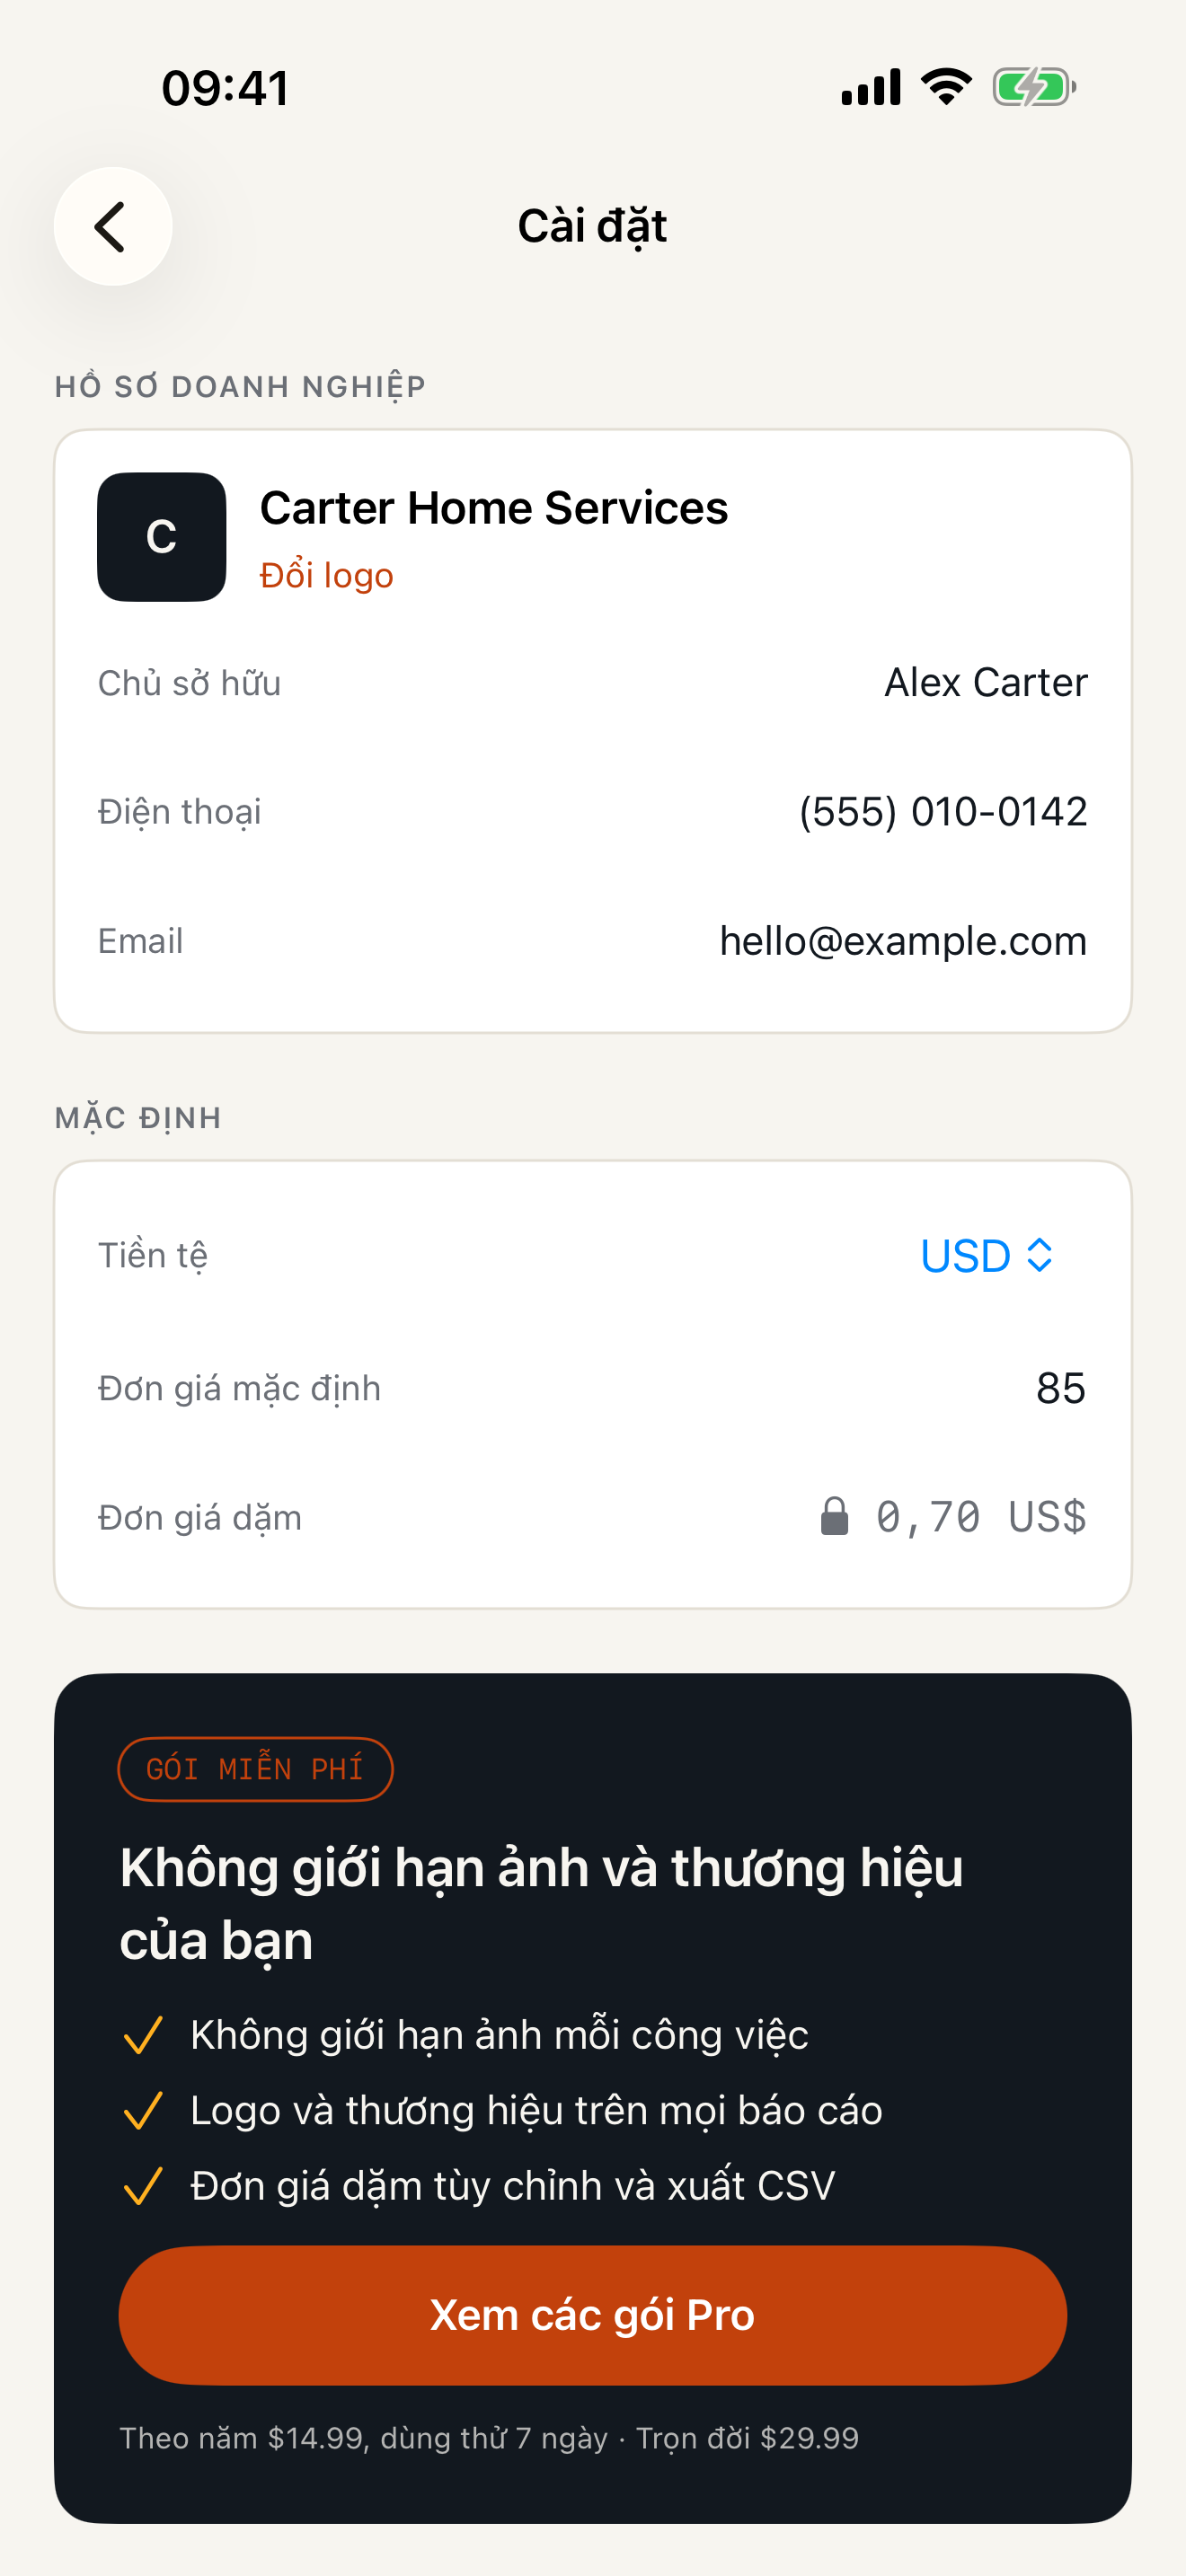 09:41
Cài đặt
HỒ SƠ DOANH NGHIỆP
C
Carter Home Services
Đổi logo
Chủ sở hữu Alex Carter
Điện thoại (555) 010-0142
Email hello@example.com
MẶC ĐỊNH
Tiền tệ USD
Đơn giá mặc định 85
Đơn giá dặm 0,70 US$
GÓI MIỄN PHÍ
Không giới hạn ảnh và thương hiệu
của bạn
Không giới hạn ảnh mỗi công việc
Logo và thương hiệu trên mọi báo cáo
Đơn giá dặm tùy chỉnh và xuất CSV
Xem các gói Pro
Theo năm $14.99, dùng thử 7 ngày · Trọn đời $29.99